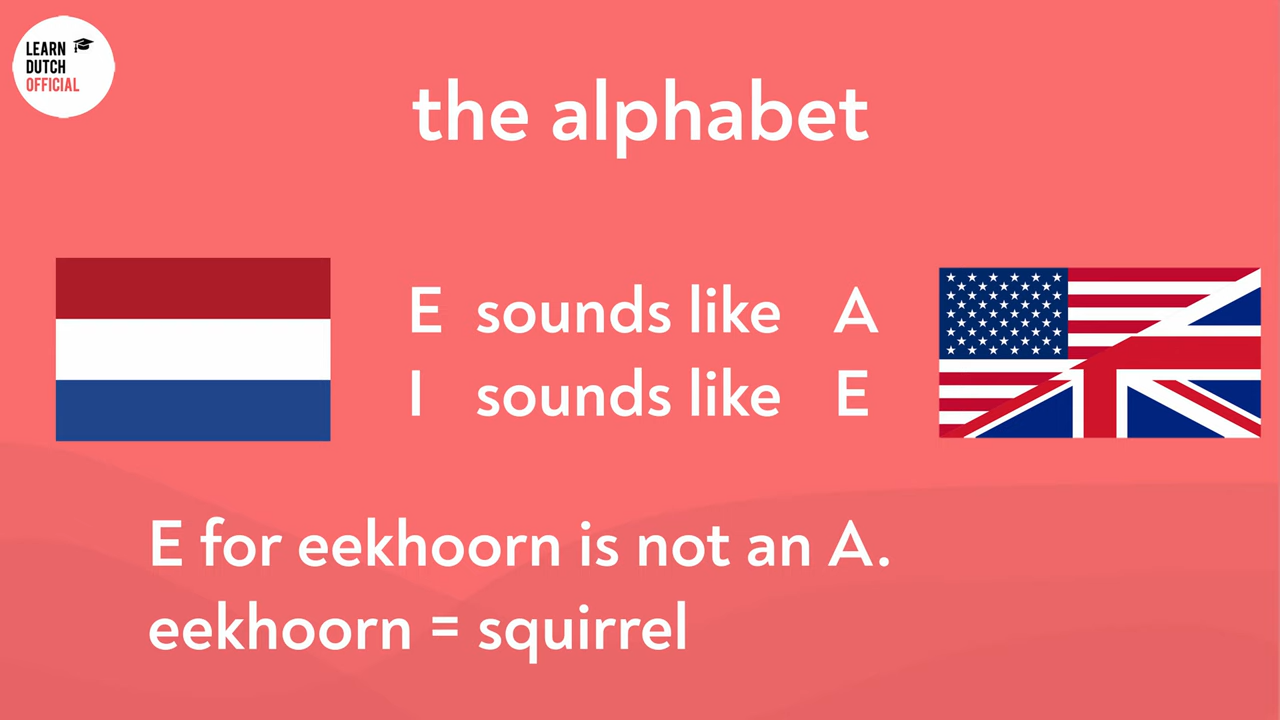 LEARN
DUTCH
OFFICIAL
the alphabet
E sounds like A
I sounds like E
E for eekhoorn is not an A.
eekhoorn = squirrel